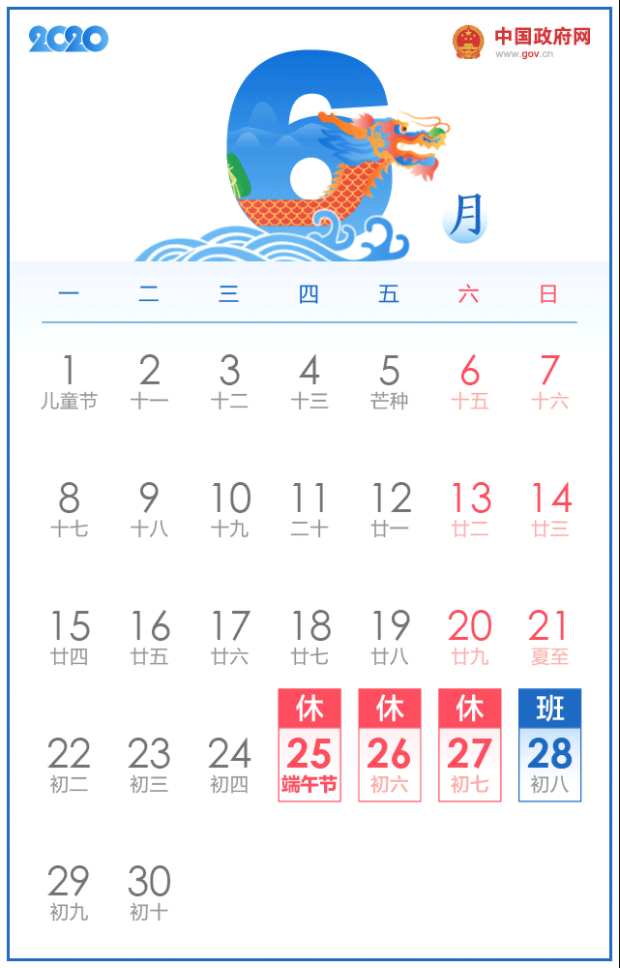 2020
中国政府网
www.gov.cn
6
月
一 二 三 四 五 六 日
1 2 3 4 5 6 7
儿童节 十一 十二 十三 芒种 十五 十六
8 9 10 11 12 13 14
十七 十八 十九 二十 廿一 廿二 廿三
15 16 17 18 19 20 21
廿四 廿五 廿六 廿七 廿八 廿九 夏至
休 休 休 班
22 23 24 25 26 27 28
初二 初三 初四 端午节 初六 初七 初八
29 30
初九 初十